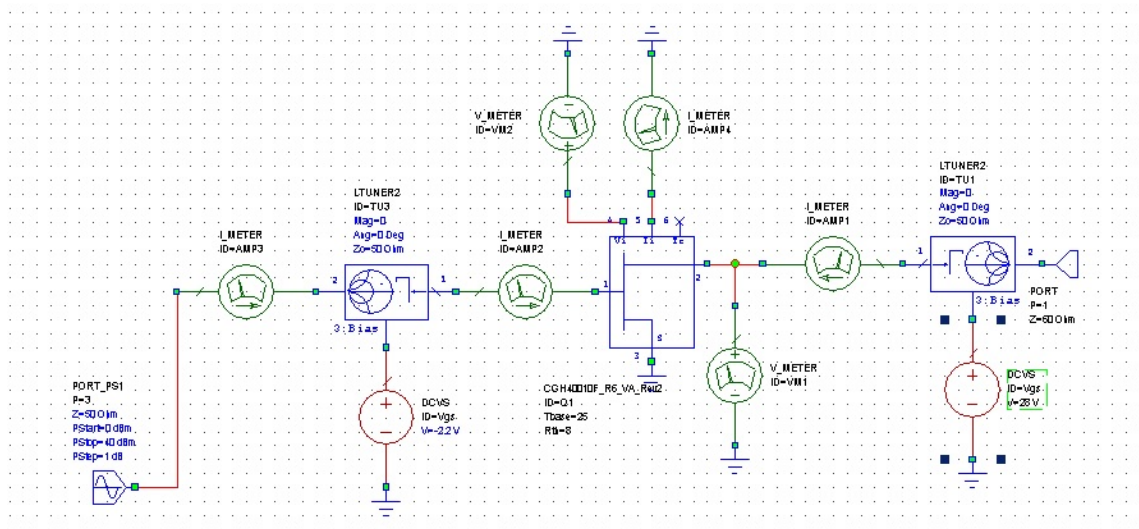 V_METER
ID=VM2
I_METER
ID=AMP4
LTUNER2
ID=TU3
Mag=0
Ang=0 Deg
Zo=50 Ohm
I_METER
ID=AMP3
I_METER
ID=AMP2
2
1
3:Bias
4
5
6
Vi
Ii
1
2
S
3
I_METER
ID=AMP1
LTUNER2
ID=TU1
Mag=0
Ang=0 Deg
Zo=50 Ohm
1
2
3:Bias
PORT
P=1
Z=50 Ohm
V_METER
ID=VM1
DCVS
ID=Vgs
V=28 V
CGH40010F_R6_VA_Rev2
ID=Q1
Tbase=25
Rth=8
DCVS
ID=Vgs
V=-2.2 V
PORT_PS1
P=3
Z=50 Ohm
PStart=0 dBm
PStop=40 dBm
PStep=1 dB